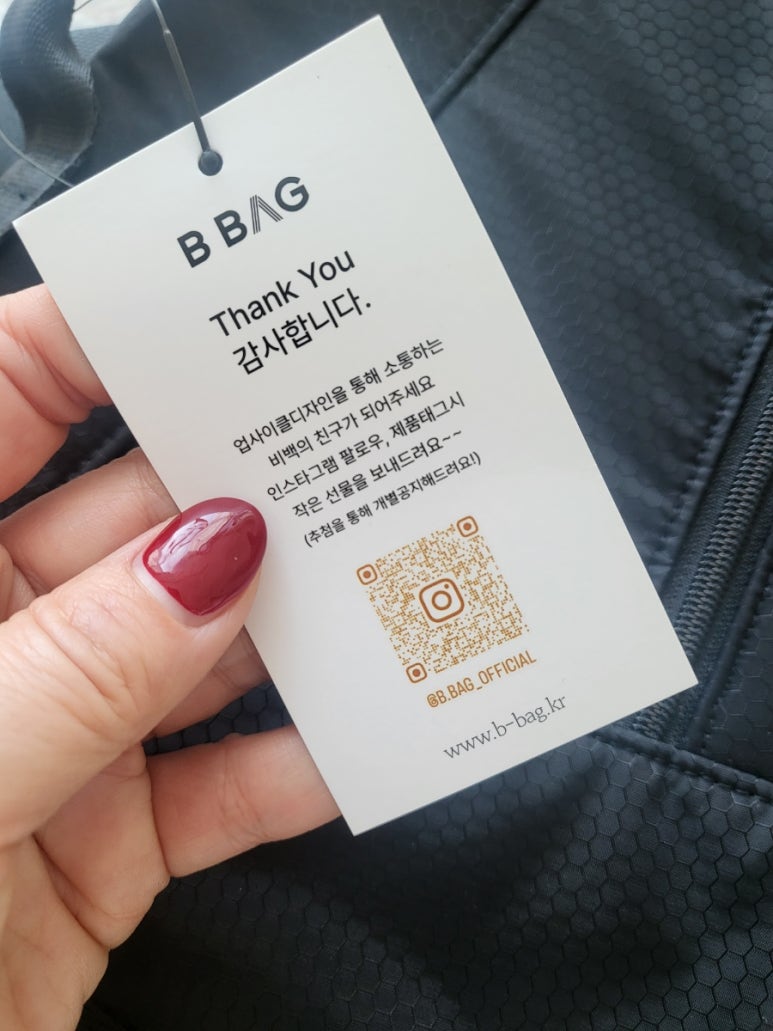 B BAG
Thank You
감사합니다.
업사이클디자인을 통해 소통하는
비백의 친구가 되어주세요
인스타그램 팔로우, 제품태그시
작은 선물을 보내드려요~~
(추첨을 통해 개별공지해드려요!)
@B.BAG_OFFICIAL
www.b-bag.kr